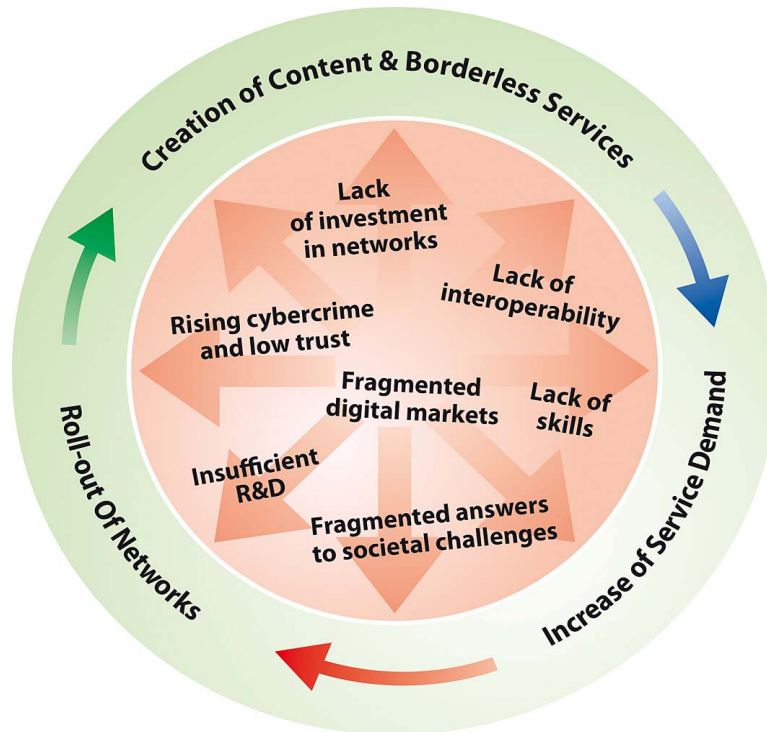 Creation of Content & Borderless Services
Lack
of investment
in networks
Lack of
interoperability
Rising cybercrime
and low trust
Fragmented
digital markets
Lack of
skills
Insufficient
R&D
Fragmented answers
to societal challenges
Increase of Service Demand
Roll-out Of Networks